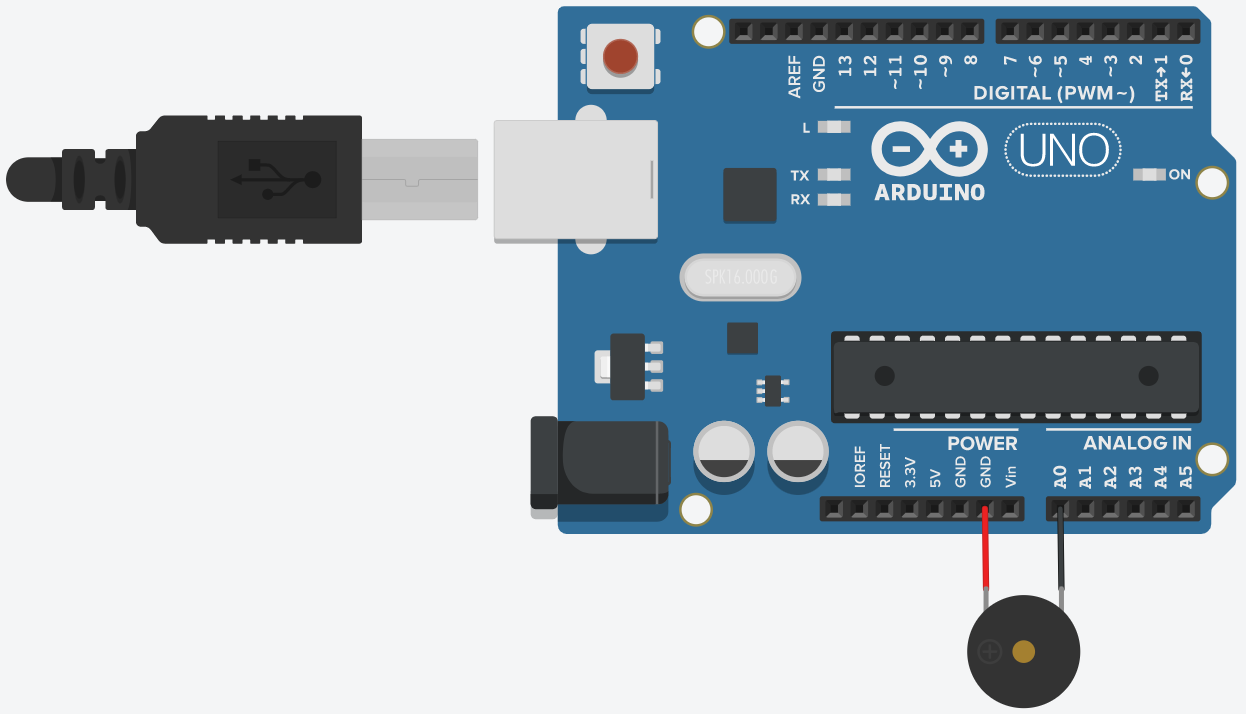 AREF
GND
13
12
~11
~10
~9
8
7
~6
~5
4
~3
2
TX→1
RX←0
DIGITAL (PWM~)
L
TX
RX
ARDUINO
UNO
ON
SPK16.000G
POWER
ANALOG IN
IOREF
RESET
3.3V
5V
GND
GND
Vin
A0
A1
A2
A3
A4
A5